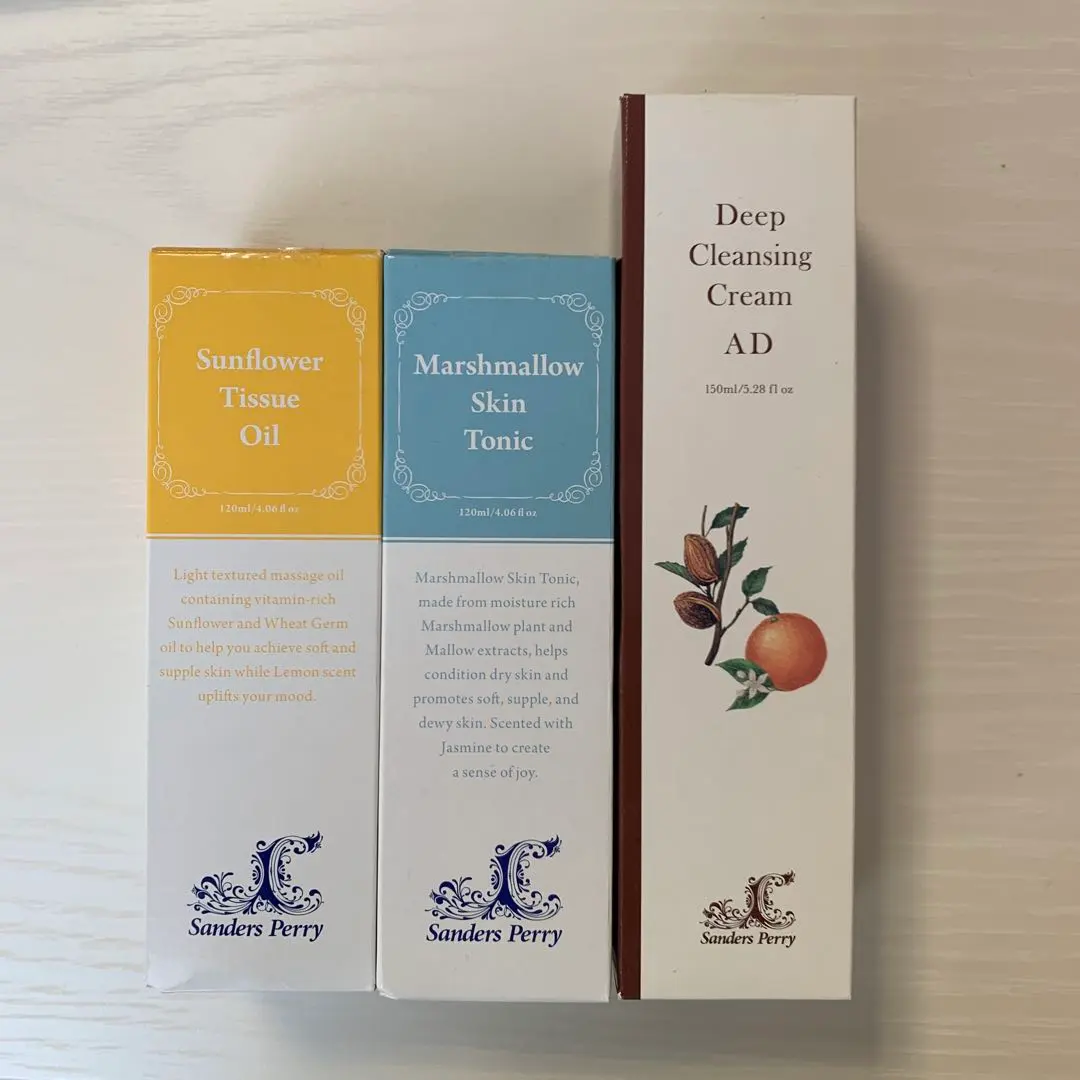 Sunflower
Tissue
Oil
120ml/4.06 fl oz
Light textured massage oil
containing vitamin-rich
Sunflower and Wheat Germ
oil to help you achieve soft and
supple skin while Lemon scent
uplifts your mood.
Sanders Perry
Marshmallow
Skin
Tonic
120ml/4.06 fl oz
Marshmallow Skin Tonic,
made from moisture rich
Marshmallow plant and
Mallow extracts, helps
condition dry skin and
promotes soft, supple, and
dewy skin. Scented with
Jasmine to create
a sense of joy.
Sanders Perry
Deep
Cleansing
Cream
AD
150ml/5.28 fl oz
Sanders Perry